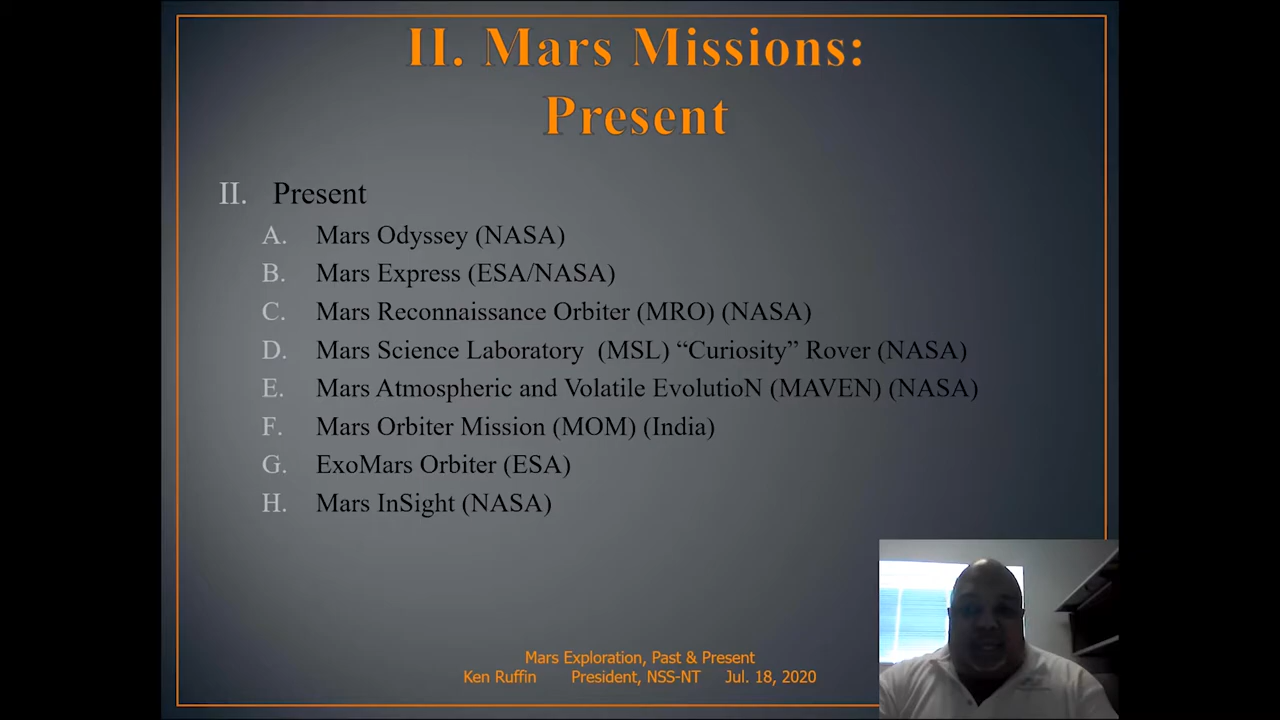 II. Mars Missions:
Present
II. Present
A. Mars Odyssey (NASA)
B. Mars Express (ESA/NASA)
C. Mars Reconnaissance Orbiter (MRO) (NASA)
D. Mars Science Laboratory (MSL) “Curiosity” Rover (NASA)
E. Mars Atmospheric and Volatile EvolutioN (MAVEN) (NASA)
F. Mars Orbiter Mission (MOM) (India)
G. ExoMars Orbiter (ESA)
H. Mars InSight (NASA)
Mars Exploration, Past & Present
Ken Ruffin President, NSS-NT Jul. 18, 2020